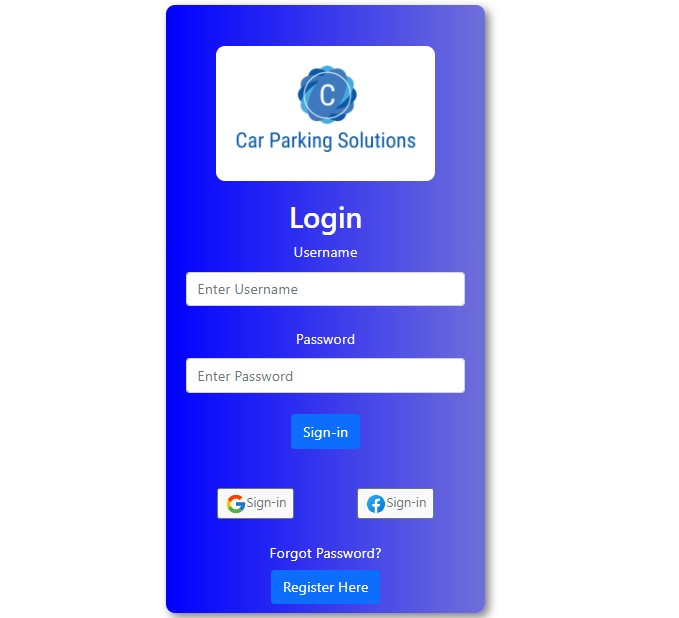 C
Car Parking Solutions
Login
Username
Enter Username
Password
Enter Password
Sign-in
Sign-in Sign-in
Forgot Password?
Register Here